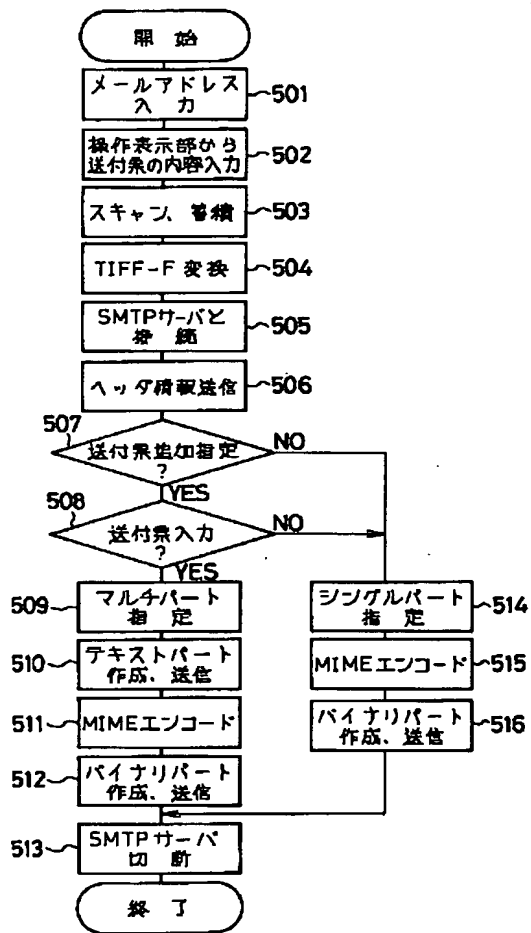 開始
メールアドレス
入力
501
操作表示部から
送付票の内容入力
502
スキャン、蓄積
503
TIFF-F 変換
504
SMTPサーバと
接続
505
ヘッダ情報送信
506
507
送付票追加指定
?
NO
YES
508
送付票入力
?
NO
YES
509
マルチパート
指定
シングルパート
指定
514
510
テキストパート
作成、送信
MIMEエンコード
515
511
MIMEエンコード
バイナリパート
作成、送信
516
512
バイナリパート
作成、送信
513
SMTPサーバ
切断
終了